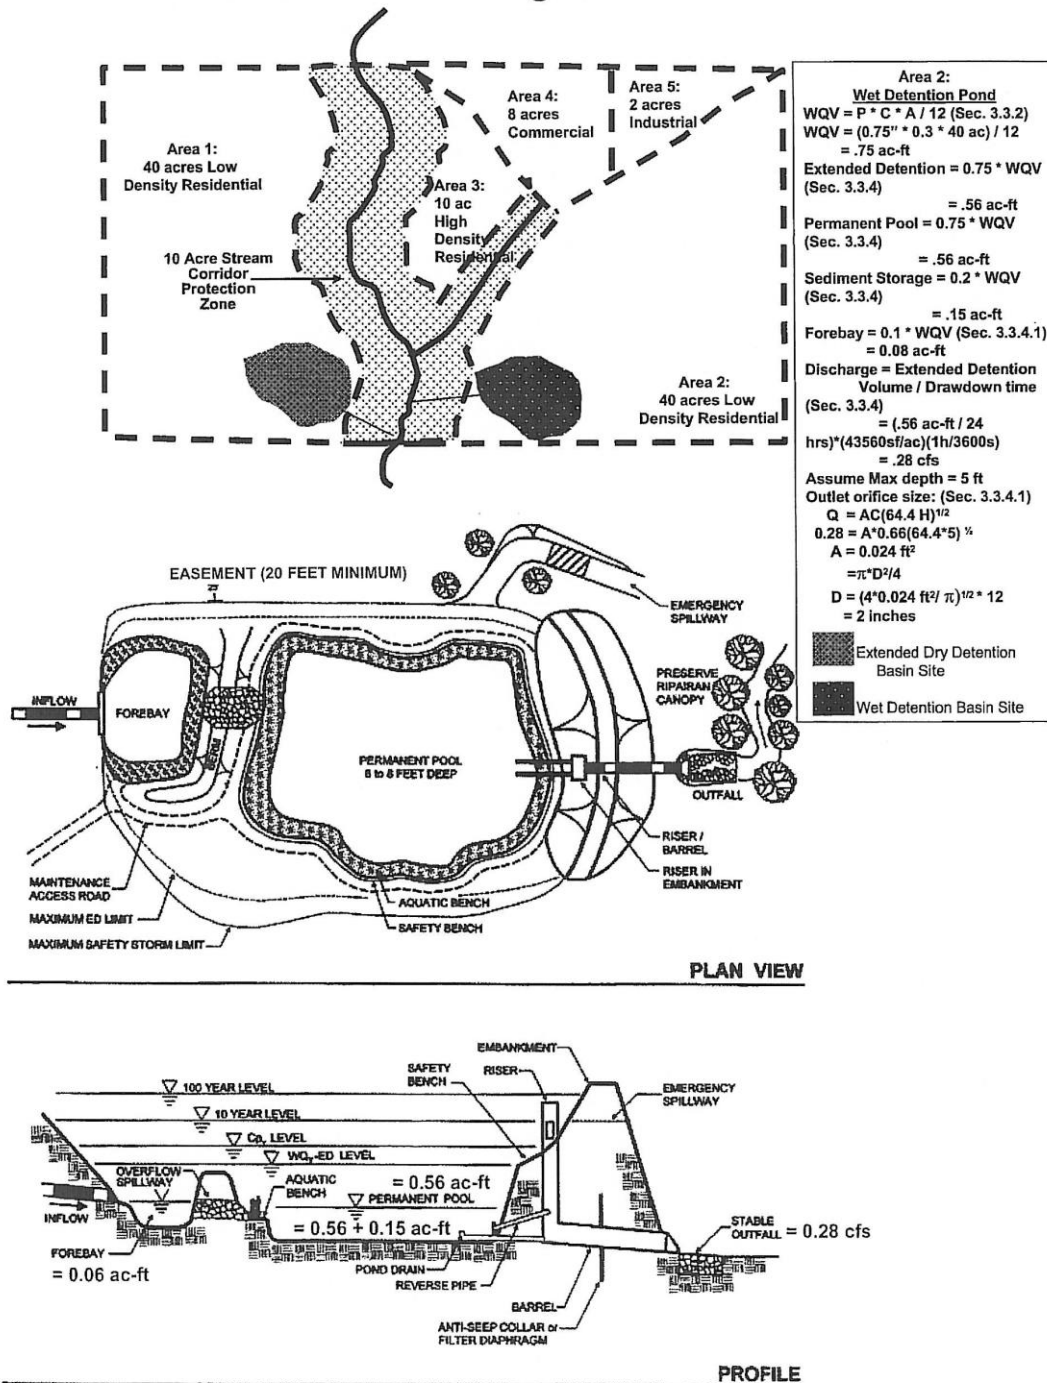 Area 1:
40 acres Low
Density Residential
10 Acre Stream
Corridor
Protection
Zone
Area 4:
8 acres
Commercial
Area 5:
2 acres
Industrial
Area 3:
10 ac
High
Density
Residential
Area 2:
40 acres Low
Density Residential
Area 2:
Wet Detention Pond
WQV = P * C * A / 12 (Sec. 3.3.2)
WQV = (0.75" * 0.3 * 40 ac) / 12
= .75 ac-ft
Extended Detention = 0.75 * WQV
(Sec. 3.3.4)
= .56 ac-ft
Permanent Pool = 0.75 * WQV
(Sec. 3.3.4)
= .56 ac-ft
Sediment Storage = 0.2 * WQV
(Sec. 3.3.4)
= .15 ac-ft
Forebay = 0.1 * WQV (Sec. 3.3.4.1)
= 0.08 ac-ft
Discharge = Extended Detention
Volume / Drawdown time
(Sec. 3.3.4)
= (.56 ac-ft / 24
hrs)*(43560sf/ac)(1h/3600s)
= .28 cfs
Assume Max depth = 5 ft
Outlet orifice size: (Sec. 3.3.4.1)
Q = AC(64.4 H)^1/2
0.28 = A*0.66(64.4*5)
A = 0.024 ft²
=π*D²/4
D = (4*0.024 ft²/ π)^1/2 * 12
= 2 inches
Extended Dry Detention
Basin Site
Wet Detention Basin Site
EASEMENT (20 FEET MINIMUM)
EMERGENCY
SPILLWAY
PRESERVE
RIPAIRAN
CANOPY
INFLOW
FOREBAY
BERM
PERMANENT POOL
6 to 8 FEET DEEP
OUTFALL
RISER /
BARREL
RISER IN
EMBANKMENT
MAINTENANCE
ACCESS ROAD
MAXIMUM ED LIMIT
MAXIMUM SAFETY STORM LIMIT
AQUATIC BENCH
SAFETY BENCH
PLAN VIEW
EMBANKMENT
RISER
SAFETY
BENCH
EMERGENCY
SPILLWAY
100 YEAR LEVEL
10 YEAR LEVEL
Cpv LEVEL
WQv-ED LEVEL
OVERFLOW
SPILLWAY
AQUATIC
BENCH
= 0.56 ac-ft
PERMANENT POOL
= 0.56 + 0.15 ac-ft
INFLOW
FOREBAY
= 0.06 ac-ft
POND DRAIN
REVERSE PIPE
STABLE
OUTFALL = 0.28 cfs
BARREL
ANTI-SEEP COLLAR or
FILTER DIAPHRAGM
PROFILE